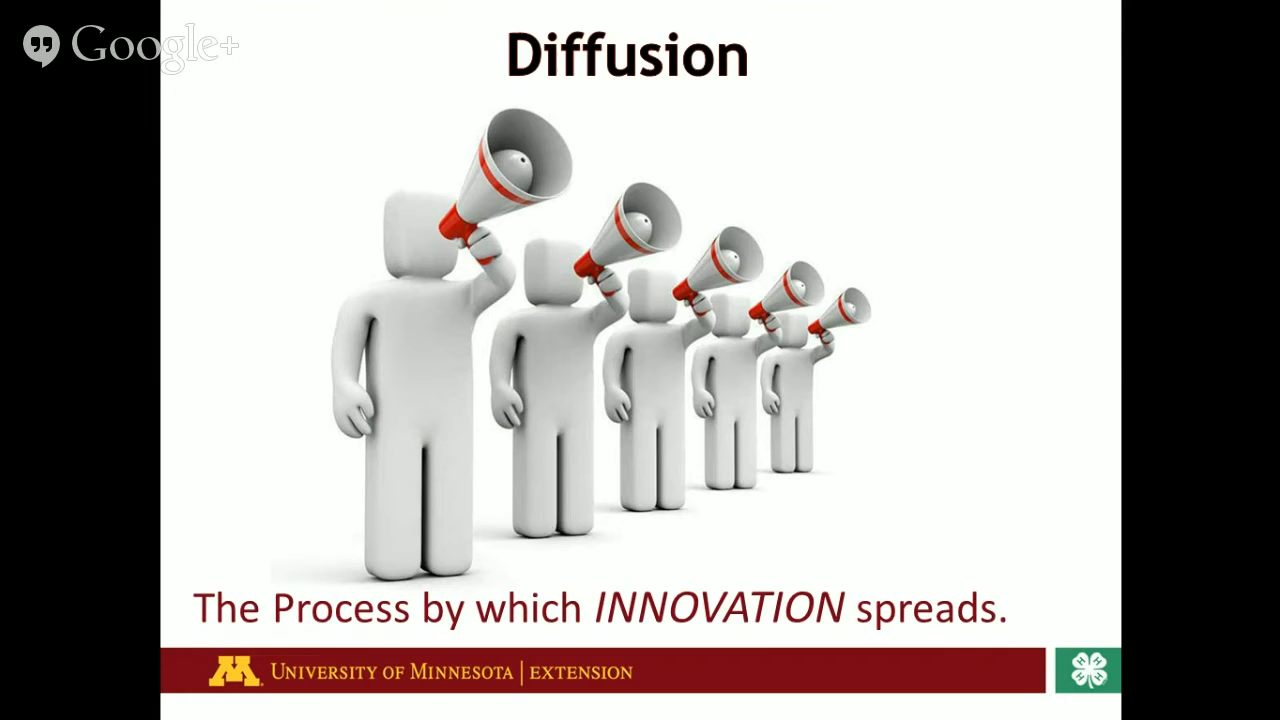 Google+
Diffusion
The Process by which INNOVATION spreads.
M
UNIVERSITY OF MINNESOTA | EXTENSION
H H H H